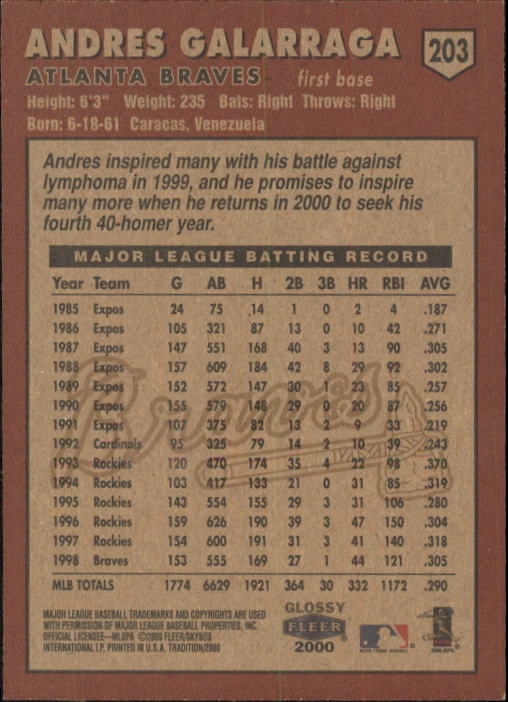 ANDRES GALARRAGA 203
ATLANTA BRAVES first base
Height: 6'3" Weight: 235 Bats: Right Throws: Right
Born: 6-18-61 Caracas, Venezuela
Andres inspired many with his battle against
lymphoma in 1999, and he promises to inspire
many more when he returns in 2000 to seek his
fourth 40-homer year.
MAJOR LEAGUE BATTING RECORD
Year Team G AB H 2B 3B HR RBI AVG
1985 Expos 24 75 14 1 0 2 4 .187
1986 Expos 105 321 87 13 0 10 42 .271
1987 Expos 147 551 168 40 3 13 90 .305
1988 Expos 157 609 184 42 8 29 92 .302
1989 Expos 152 572 147 30 1 23 85 .257
1990 Expos 155 579 148 29 0 20 87 .256
1991 Expos 107 375 82 13 2 9 33 .219
1992 Cardinals 95 325 79 14 2 10 39 .243
1993 Rockies 120 470 174 35 4 22 98 .370
1994 Rockies 103 417 133 21 0 31 85 .319
1995 Rockies 143 554 155 29 3 31 106 .280
1996 Rockies 159 626 190 39 3 47 150 .304
1997 Rockies 154 600 191 31 3 41 140 .318
1998 Braves 153 555 169 27 1 44 121 .305
MLB TOTALS 1774 6629 1921 364 30 332 1172 .290
Braves
MAJOR LEAGUE BASEBALL TRADEMARKS AND COPYRIGHTS ARE USED
WITH PERMISSION OF MAJOR LEAGUE BASEBALL PROPERTIES, INC.
OFFICIAL LICENSEE—MLBPA ©2000 FLEER/SKYBOX
INTERNATIONAL LP, PRINTED IN U.S.A. TRADITION/2000
GLOSSY
FLEER
2000
MAJOR LEAGUE BASEBALL
©MLBPA